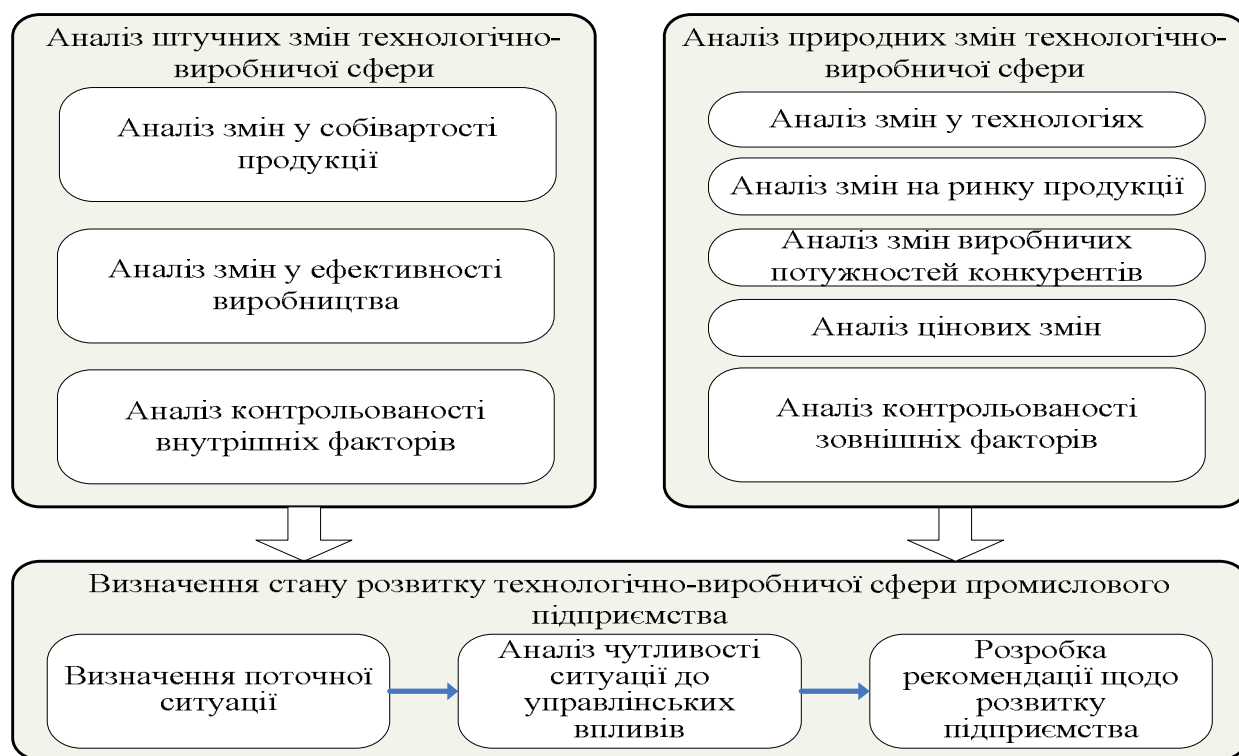 Аналіз штучних змін технологічно-
виробничої сфери
Аналіз змін у собівартості
продукції
Аналіз змін у ефективності
виробництва
Аналіз контрольованості
внутрішніх факторів
Аналіз природних змін технологічно-
виробничої сфери
Аналіз змін у технологіях
Аналіз змін на ринку продукції
Аналіз змін виробничих
потужностей конкурентів
Аналіз цінових змін
Аналіз контрольованості
зовнішніх факторів
Визначення стану розвитку технологічно-виробничої сфери промислового
підприємства
Визначення поточної
ситуації
Аналіз чутливості
ситуації до
управлінських
впливів
Розробка
рекомендації щодо
розвитку
підприємства